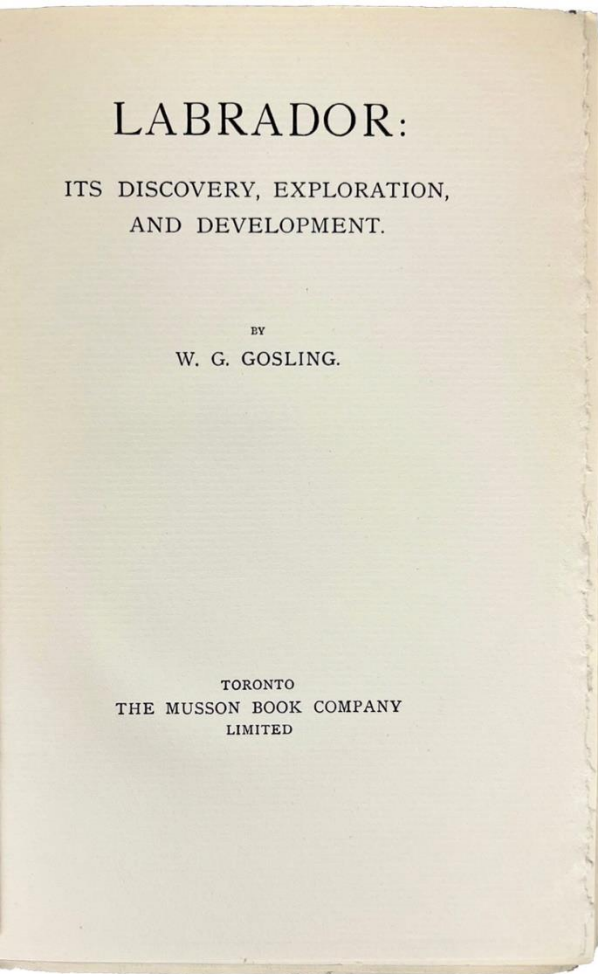 LABRADOR:
ITS DISCOVERY, EXPLORATION,
AND DEVELOPMENT.
BY
W. G. GOSLING.
TORONTO
THE MUSSON BOOK COMPANY
LIMITED